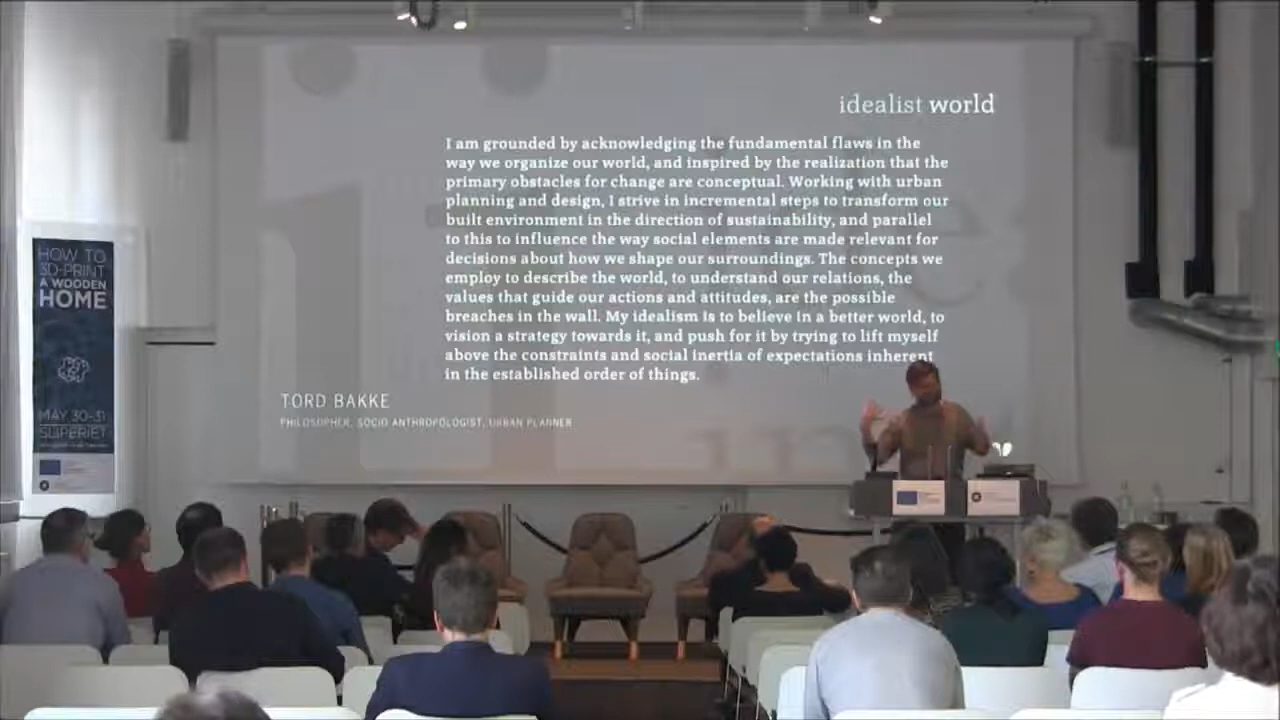 idealist world
I am grounded by acknowledging the fundamental flaws in the
way we organize our world, and inspired by the realization that the
primary obstacles for change are conceptual. Working with urban
planning and design, I strive in incremental steps to transform our
built environment in the direction of sustainability, and parallel
to this to influence the way social elements are made relevant for
decisions about how we shape our surroundings. The concepts we
employ to describe the world, to understand our relations, the
values that guide our actions and attitudes, are the possible
breaches in the wall. My idealism is to believe in a better world, to
vision a strategy towards it, and push for it by trying to lift myself
above the constraints and social inertia of expectations inherent
in the established order of things.
TORD BAKKE
PHILOSOPHER, SOCIO ANTHROPOLOGIST, URBAN PLANNER
HOW TO
3D-PRINT
A WOODEN
HOME
MAY 30-31
SLIPERIET